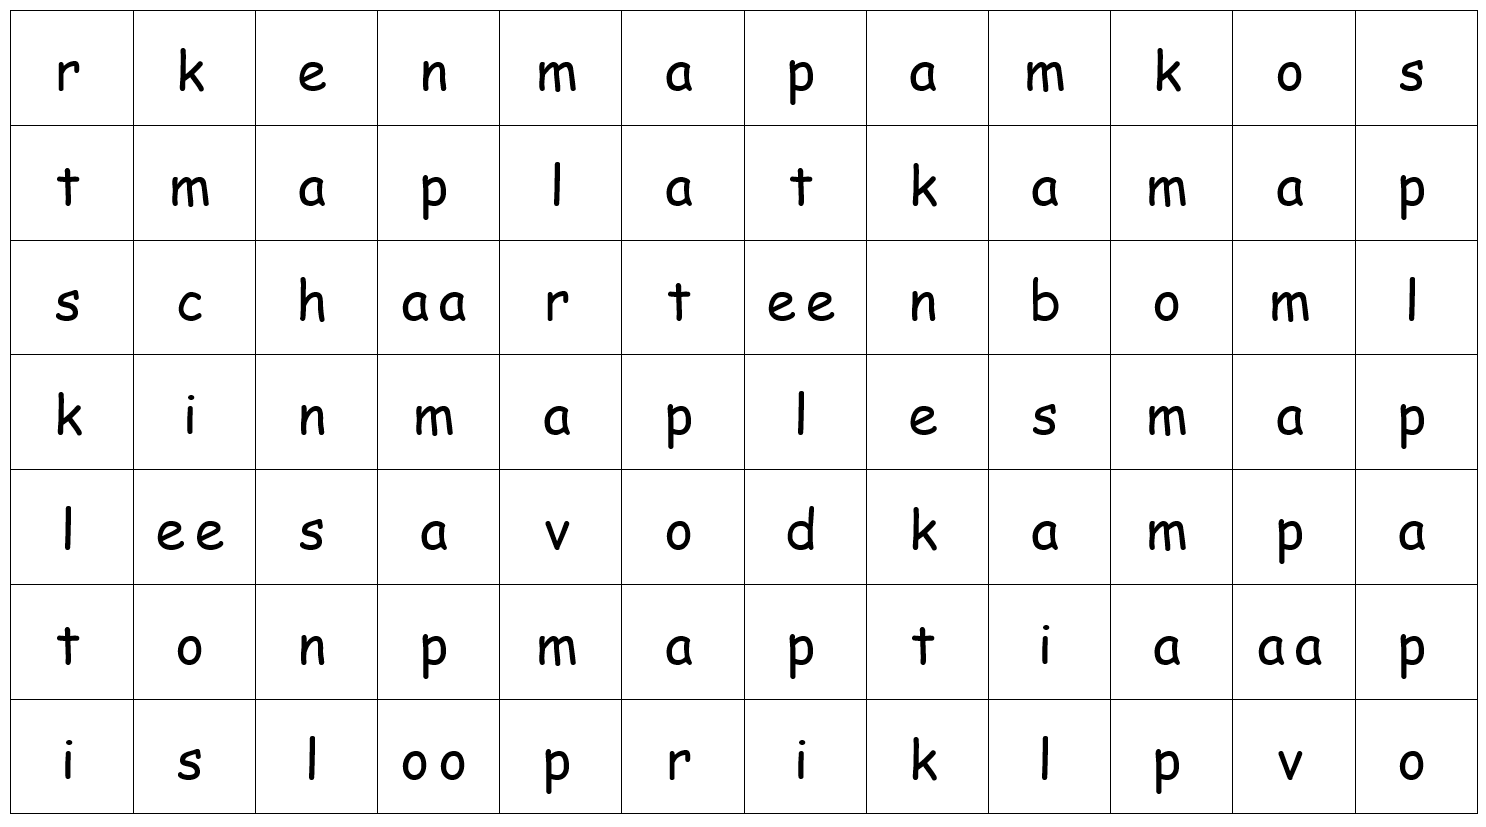 r k e n m a p a m k o s
t m a p l a t k a m a p
s c h aa r t ee n b o m l
k i n m a p l e s m a p
l ee s a v o d k a m p a
t o n p m a p t i a aa p
i s l oo p r i k l p v o